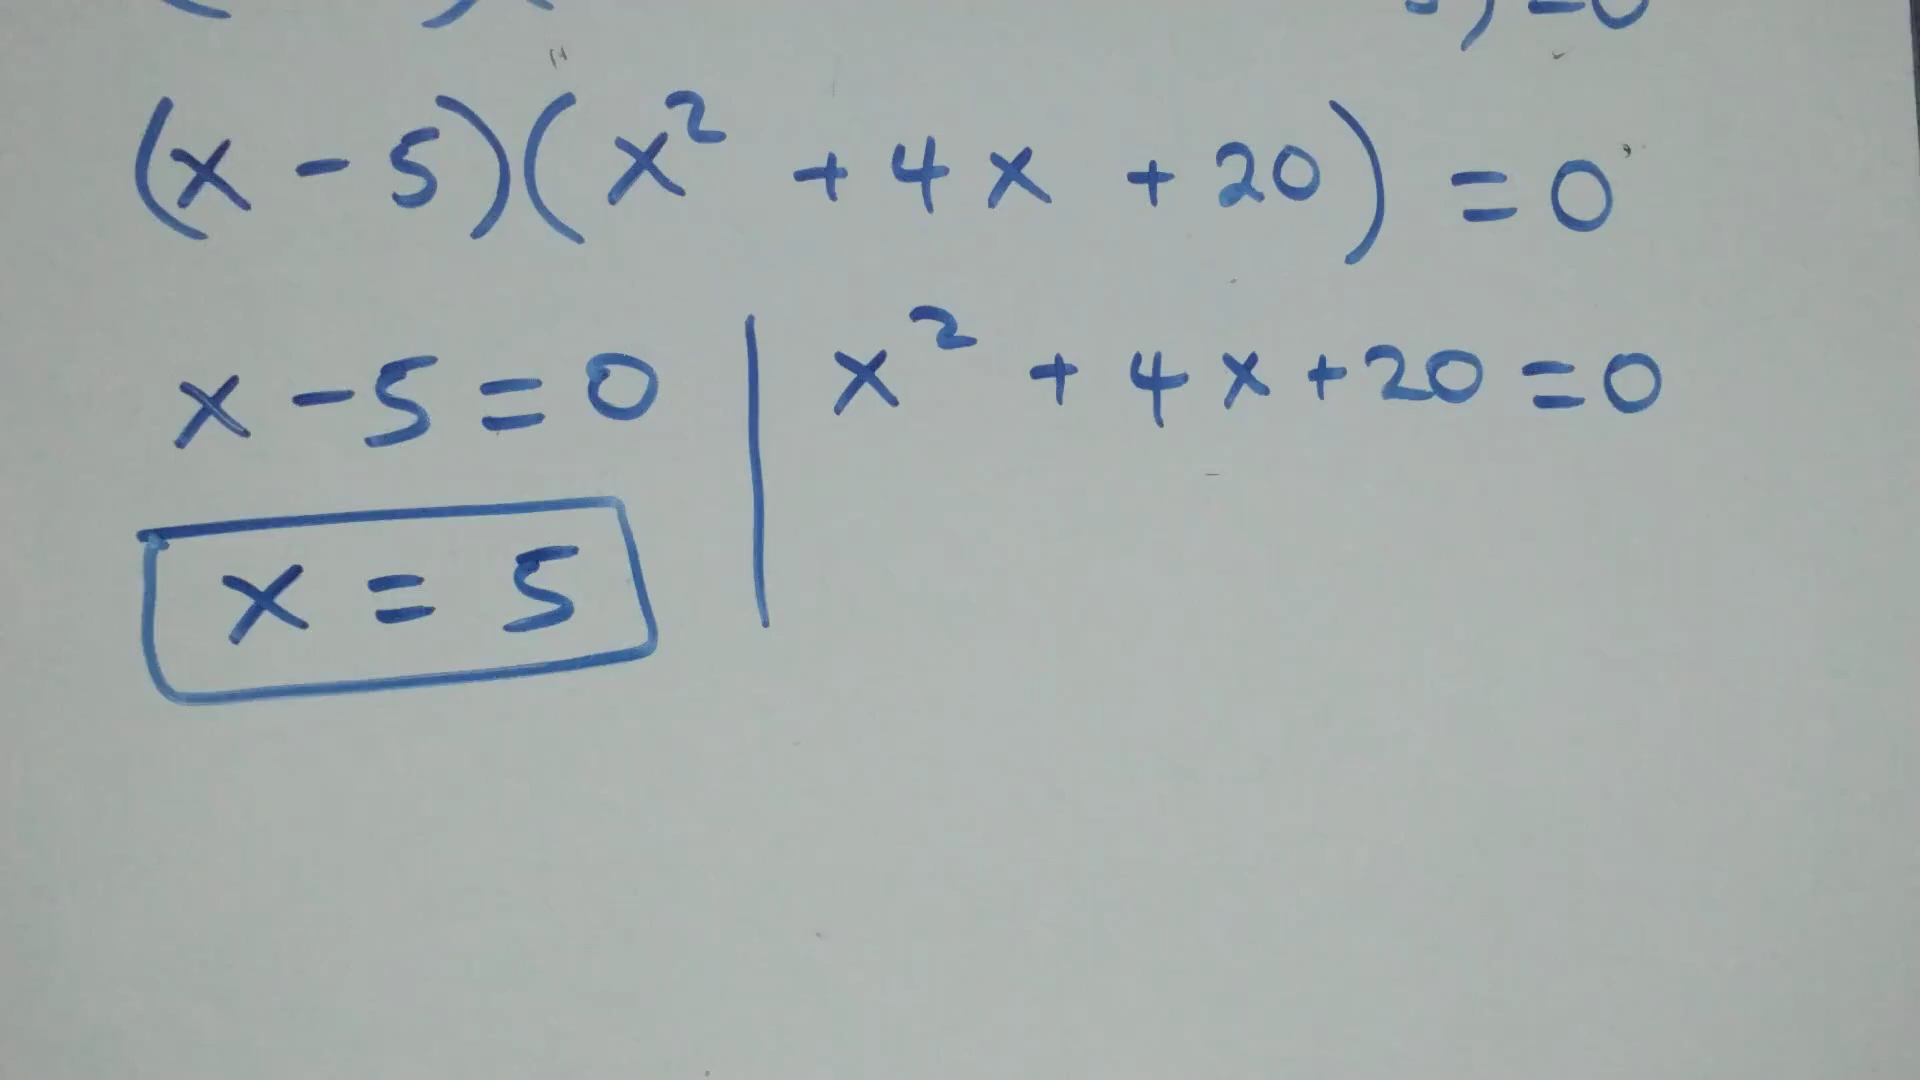 (x - 5)(x² + 4x + 20) = 0
x - 5 = 0 | x² + 4x + 20 = 0
x = 5